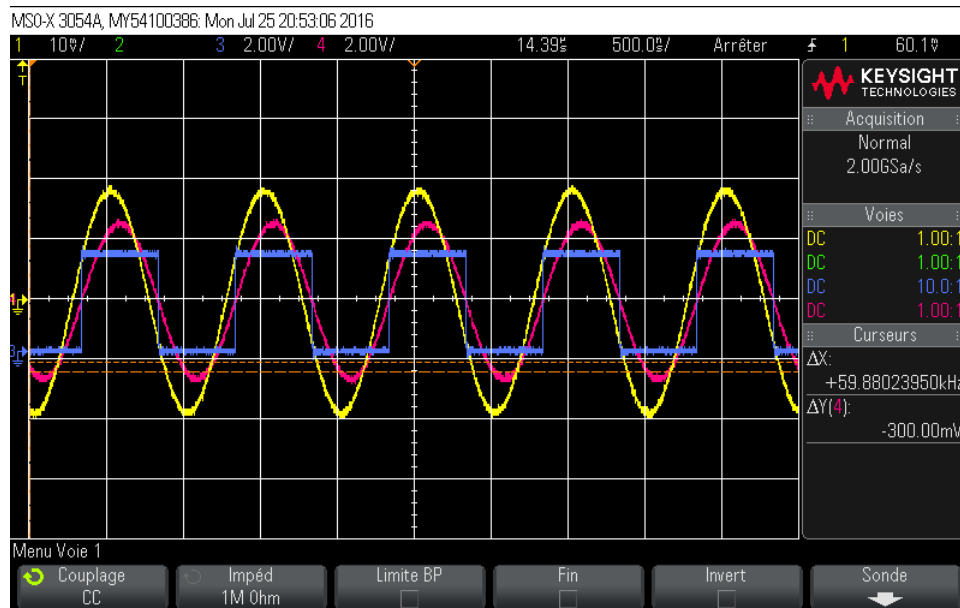 MSO-X 3054A, MY54100386: Mon Jul 25 20:53:06 2016
1 10V/ 2 3 2.00V/ 4 2.00V/ 14.39s 500.0s/ Arrêter 1 60.1V
T
KEYSIGHT
TECHNOLOGIES
Acquisition
Normal
2.00GSa/s
Voies
DC 1.00:1
DC 1.00:1
DC 10.0:1
DC 1.00:1
Curseurs
ΔX:
+59.88023950kHz
ΔY(4):
-300.00mV
3
Menu Voie 1
Couplage
CC
Impéd
1M Ohm
Limite BP
Fin
Invert
Sonde